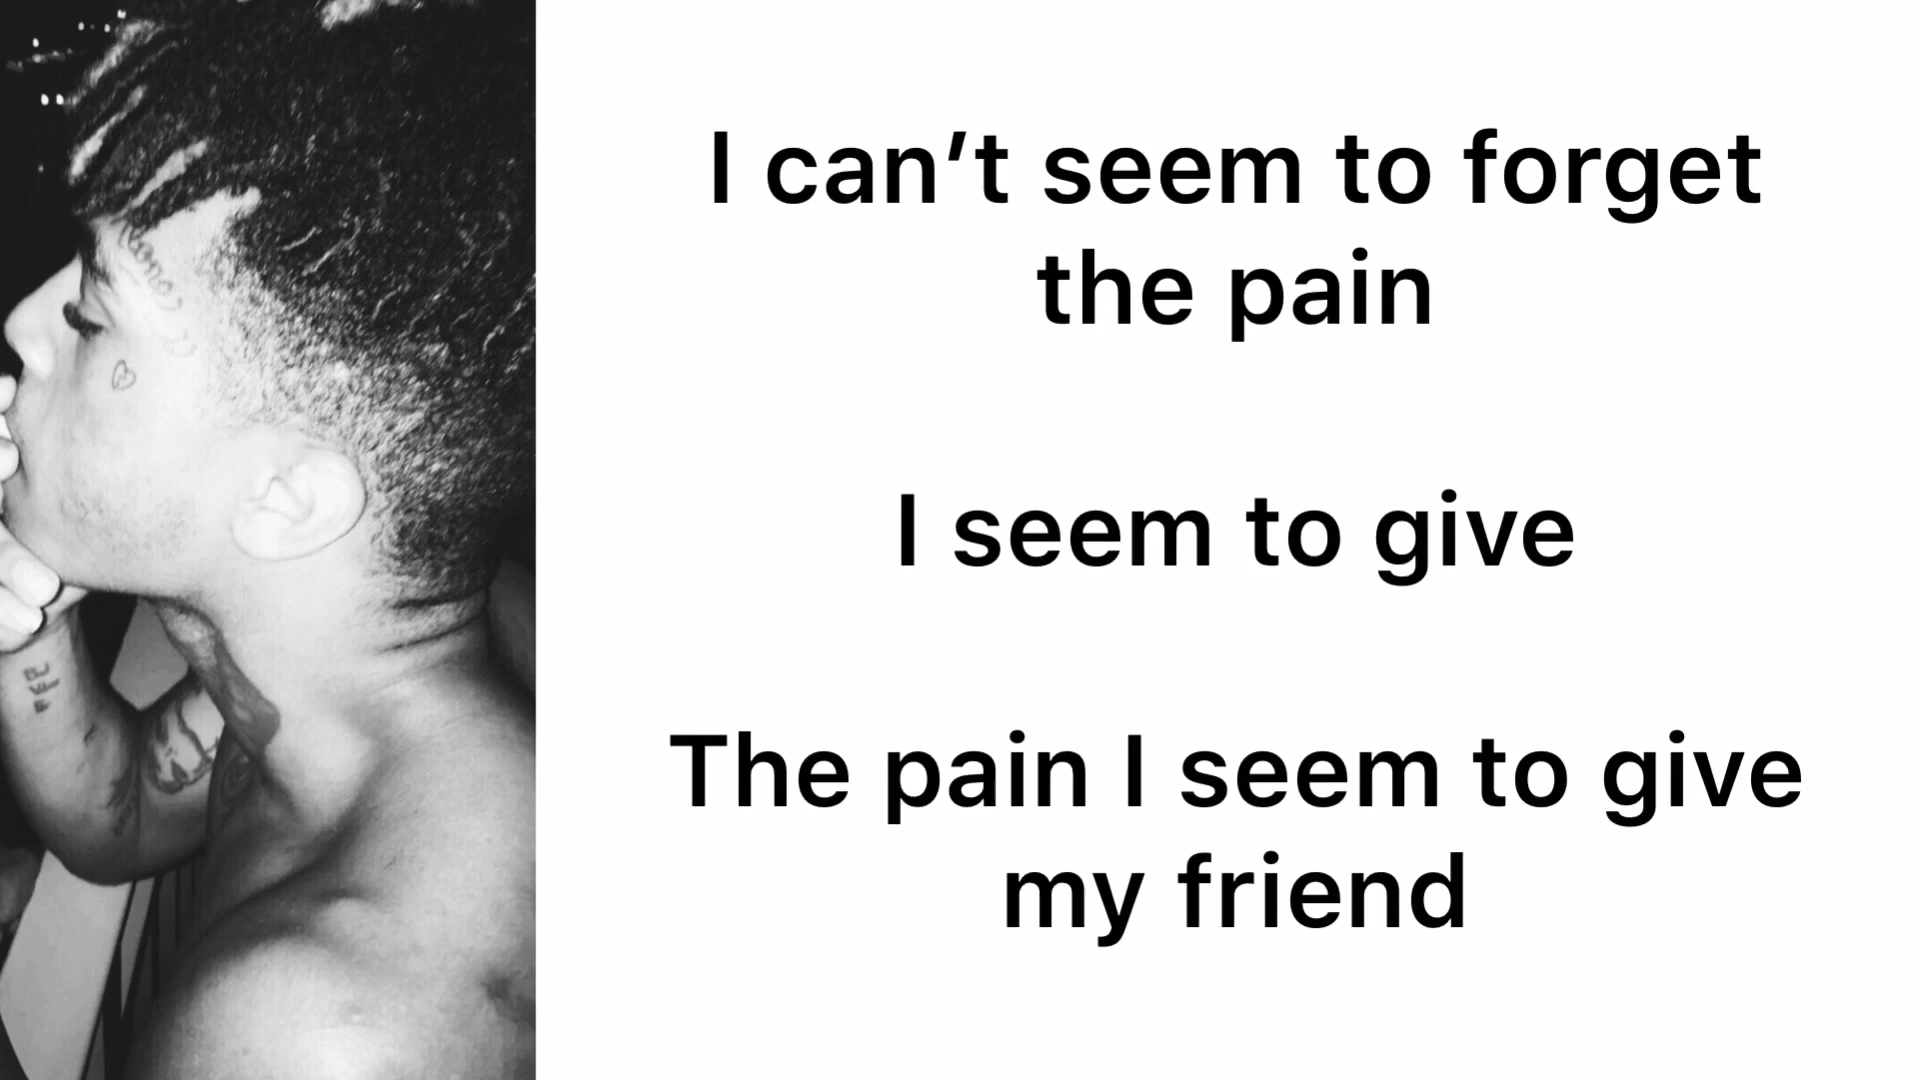 I can’t seem to forget
the pain
I seem to give
The pain I seem to give
my friend